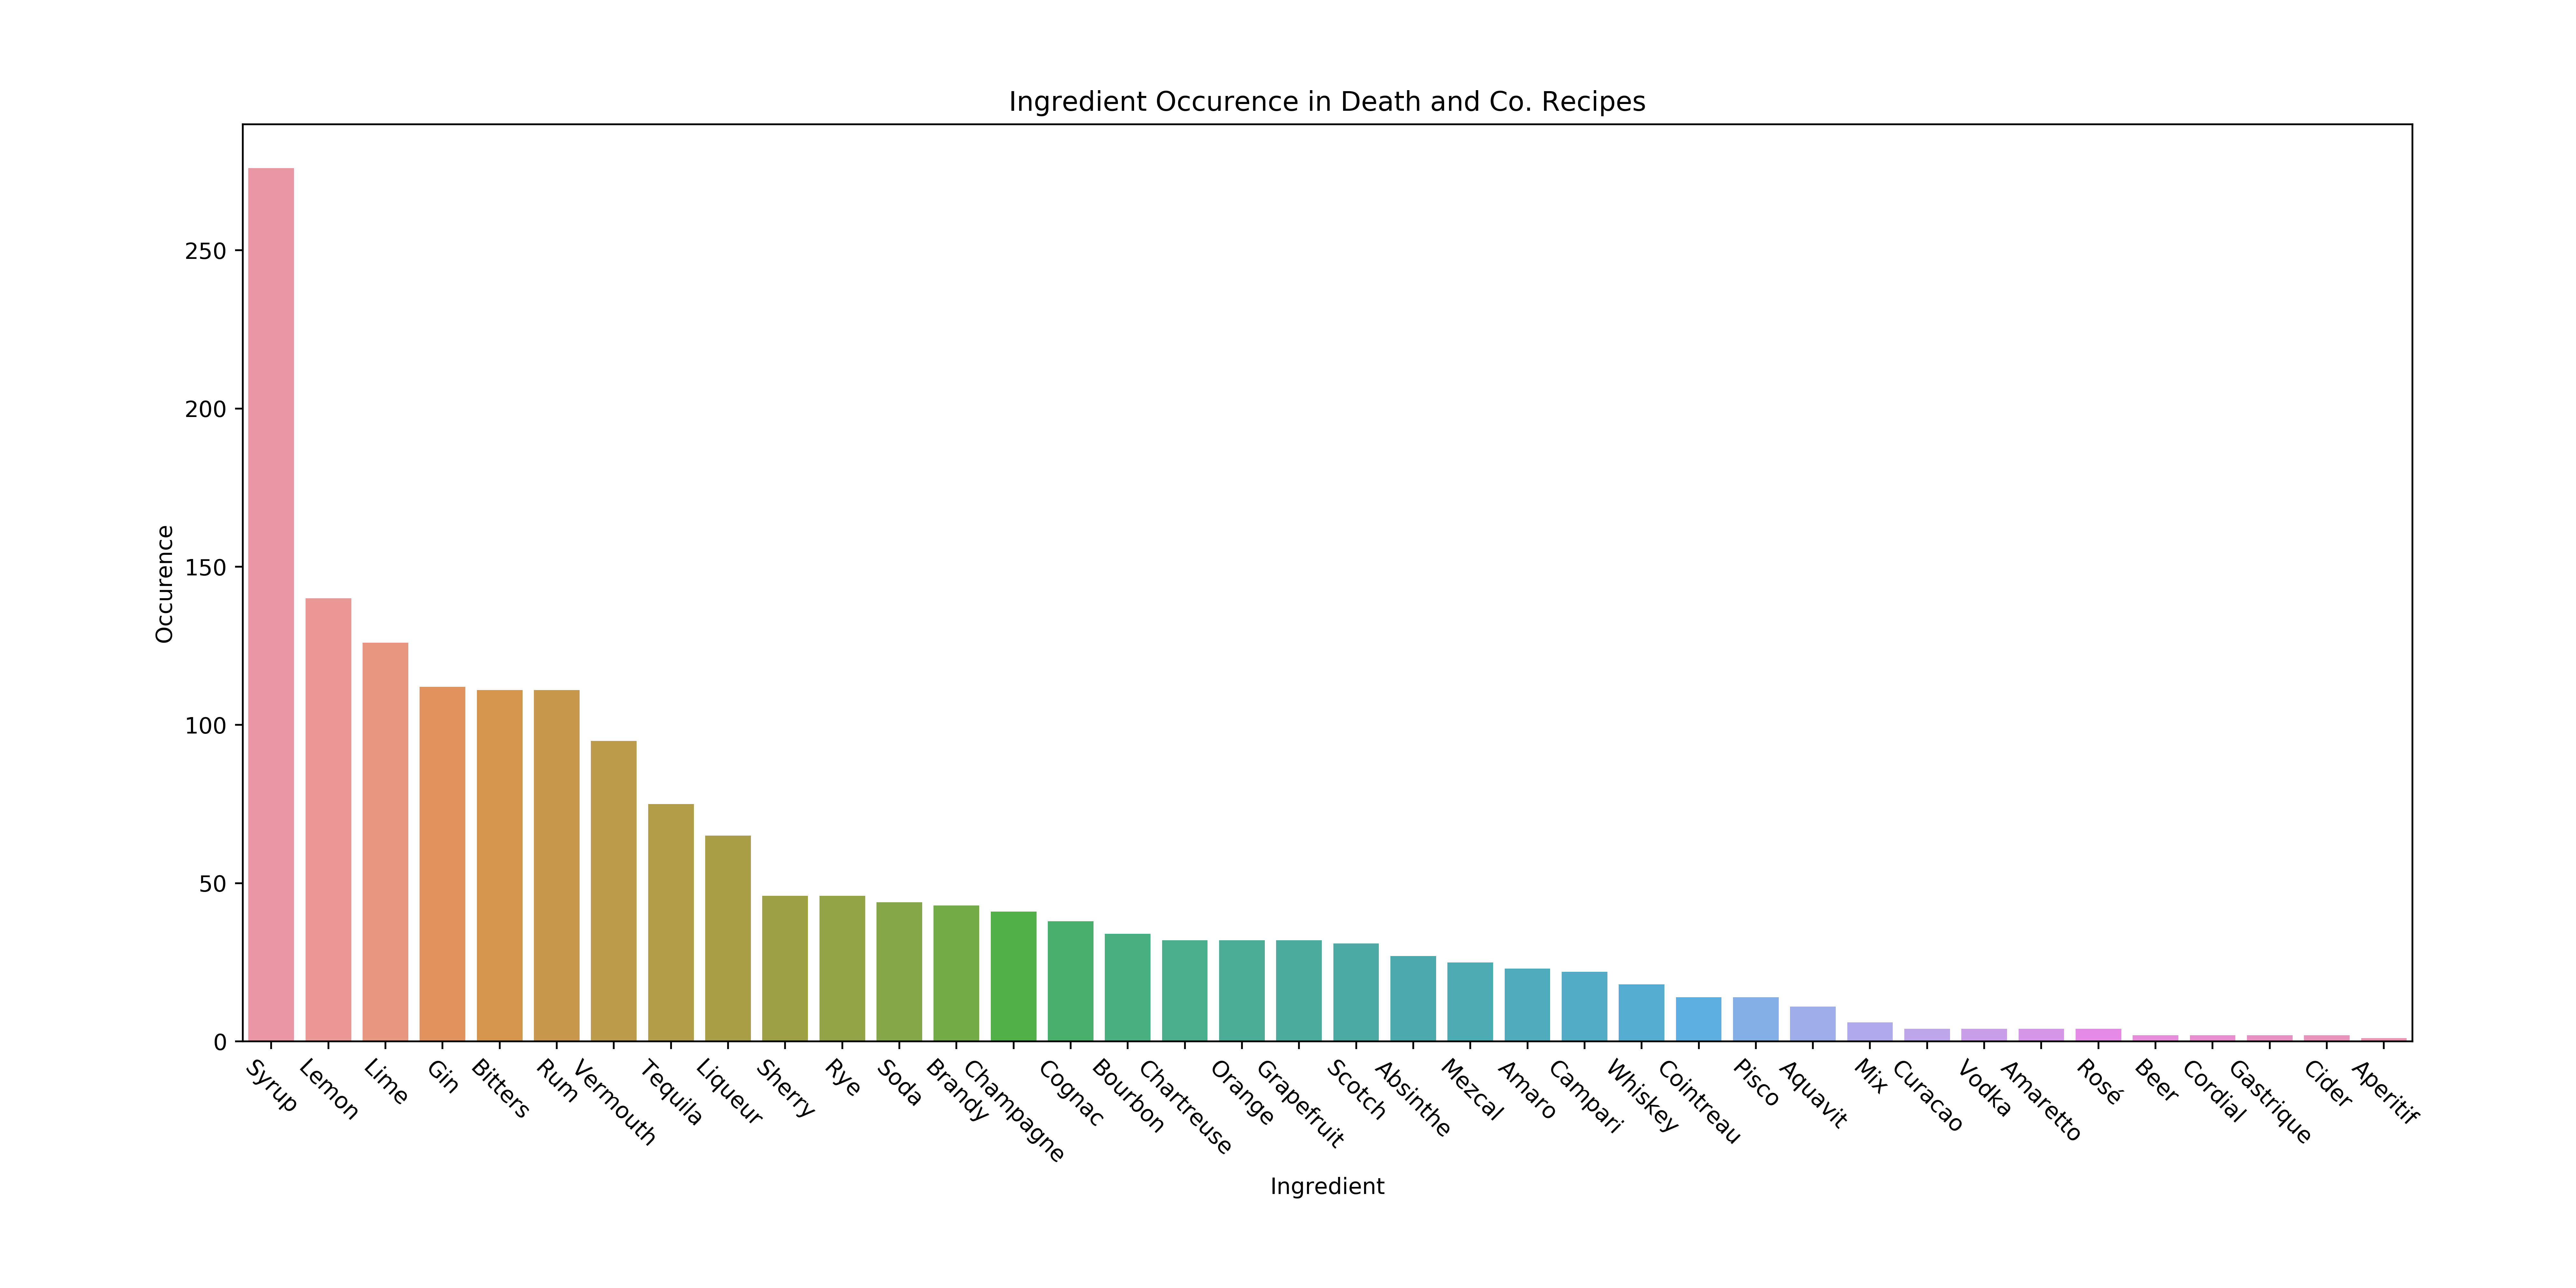 Ingredient Occurence in Death and Co. Recipes
Occurence
250
200
150
100
50
0
Syrup
Lemon
Lime
Gin
Bitters
Rum
Vermouth
Tequila
Liqueur
Sherry
Rye
Soda
Brandy
Champagne
Cognac
Bourbon
Chartreuse
Orange
Grapefruit
Scotch
Absinthe
Mezcal
Amaro
Campari
Whiskey
Cointreau
Pisco
Aquavit
Mix
Curacao
Vodka
Amaretto
Rosé
Beer
Cordial
Gastrique
Cider
Aperitif
Ingredient